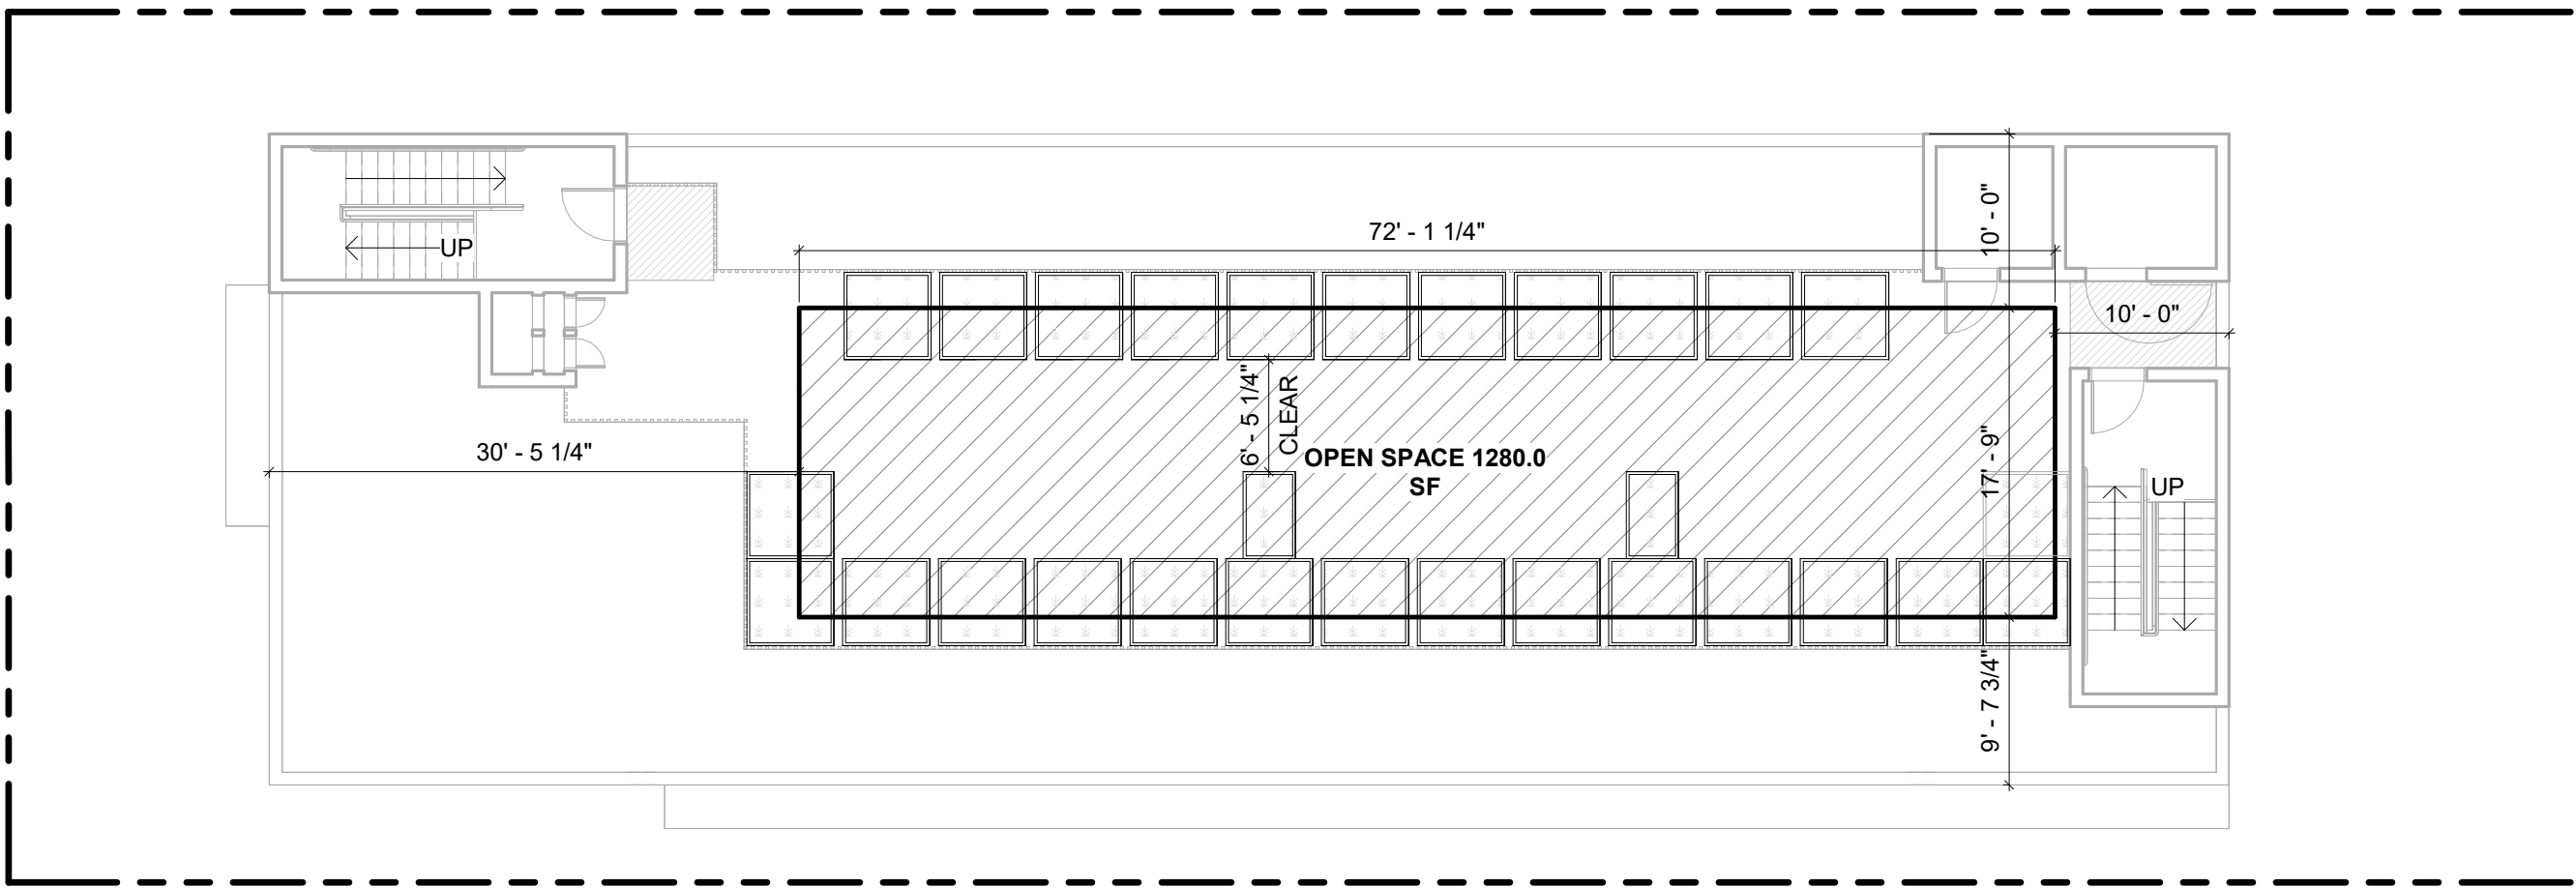 10' - 0"
72' - 1 1/4"
UP
10' - 0"
6' - 5 1/4"
CLEAR
30' - 5 1/4"
OPEN SPACE 1280.0
SF
17' - 9"
UP
9' - 7 3/4"